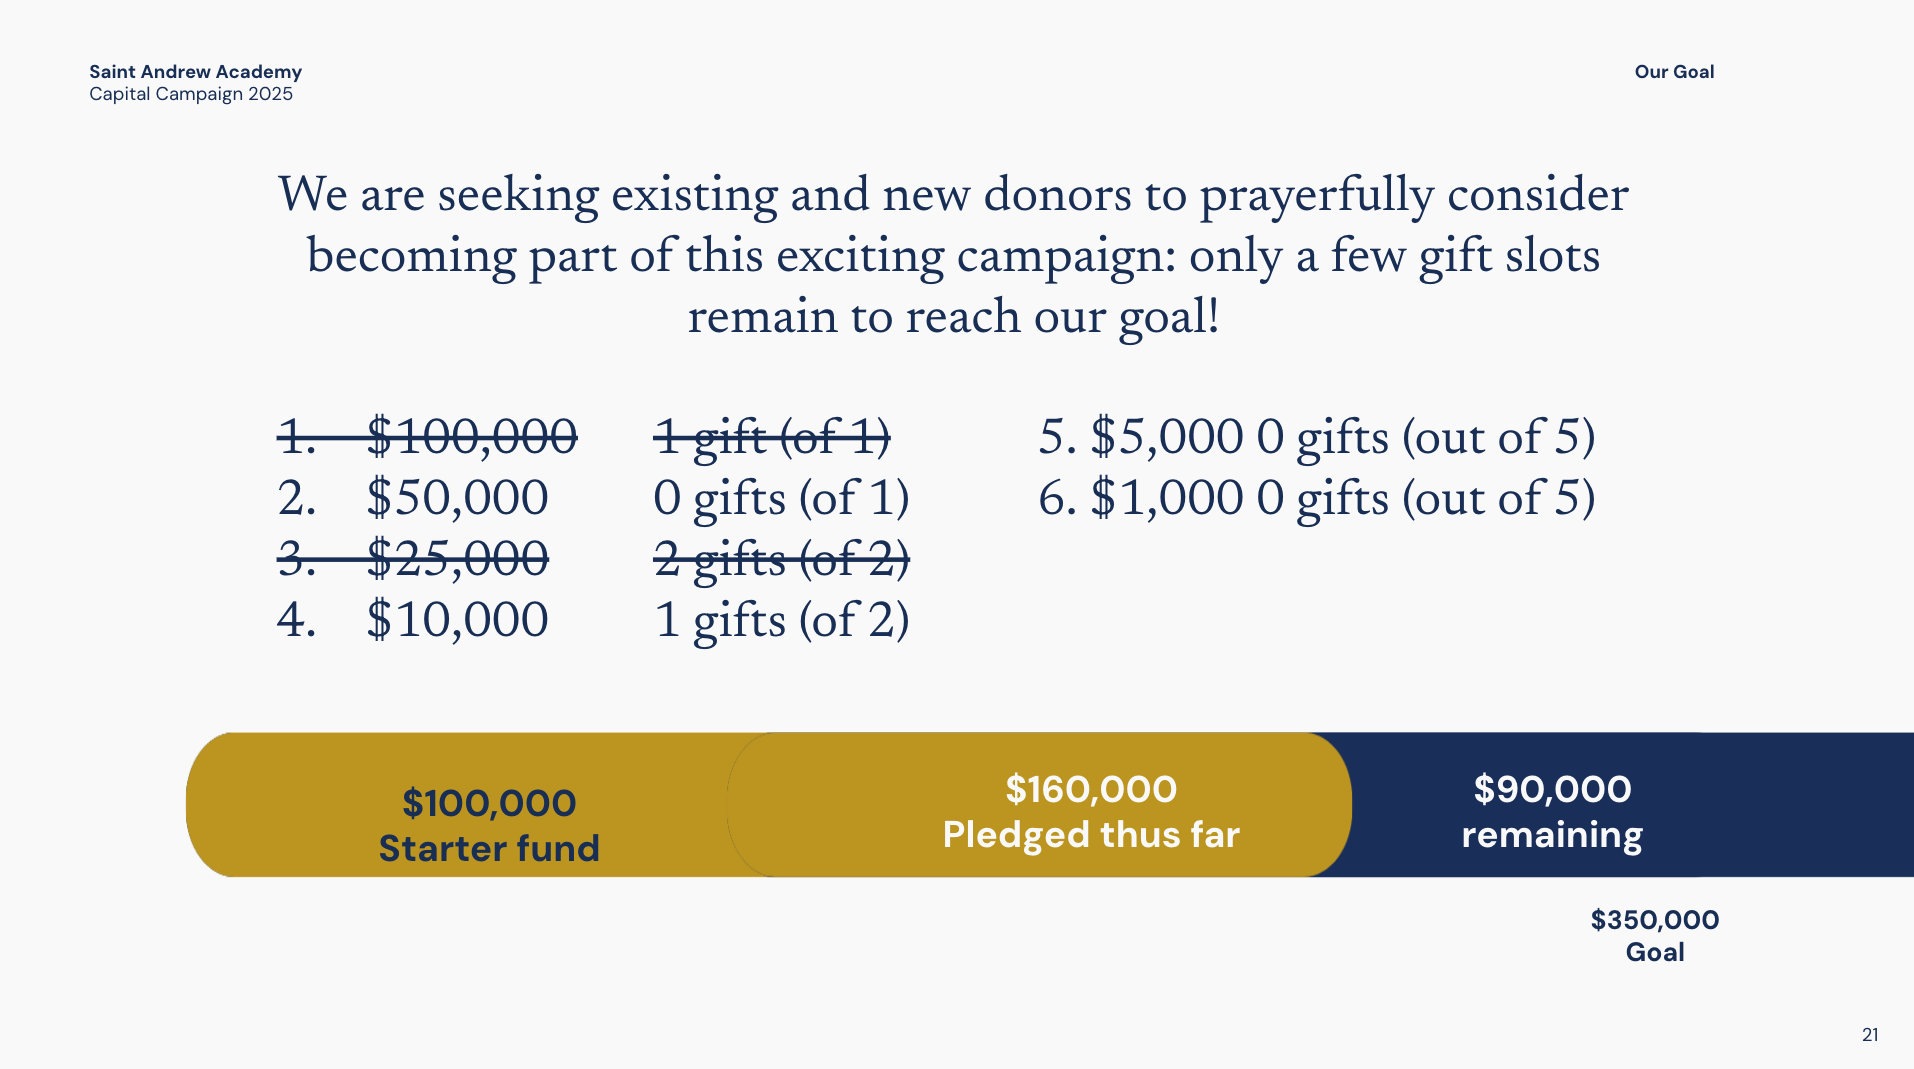 Saint Andrew Academy
Capital Campaign 2025
Our Goal
We are seeking existing and new donors to prayerfully consider
becoming part of this exciting campaign: only a few gift slots
remain to reach our goal!
1. $100,000 1 gift (of 1)
2. $50,000 0 gifts (of 1)
3. $25,000 2 gifts (of 2)
4. $10,000 1 gifts (of 2)
5. $5,000 0 gifts (out of 5)
6. $1,000 0 gifts (out of 5)
$100,000
Starter fund
$160,000
Pledged thus far
$90,000
remaining
$350,000
Goal
21